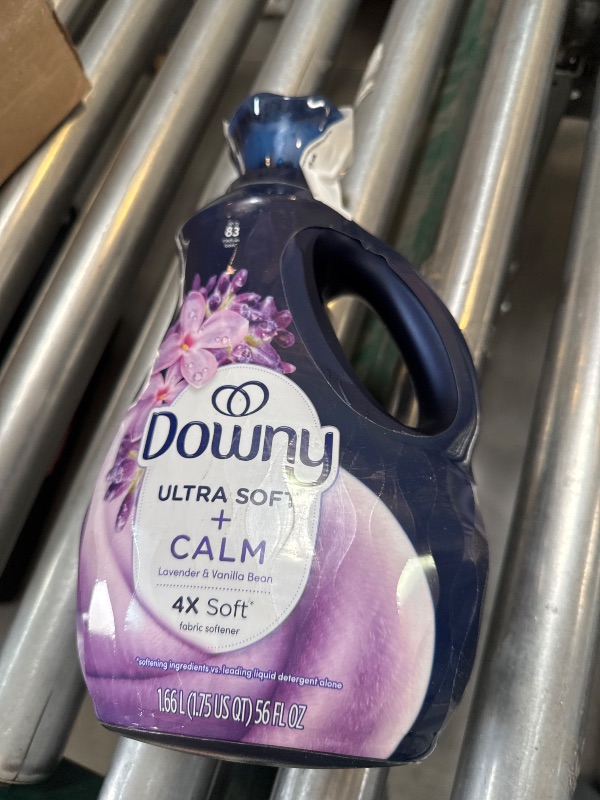 83
Downy
ULTRA SOFT
+
CALM
Lavender & Vanilla Bean
4X Soft*
fabric softener
*softening ingredients vs. leading liquid detergent alone
1.66 L (1.75 US QT) 56 FL OZ